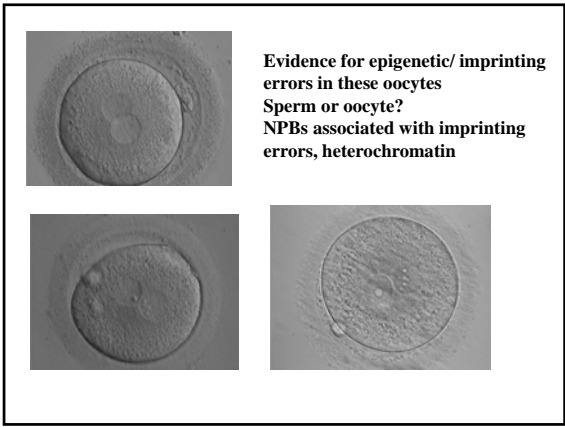 Evidence for epigenetic/ imprinting
errors in these oocytes
Sperm or oocyte?
NPBs associated with imprinting
errors, heterochromatin